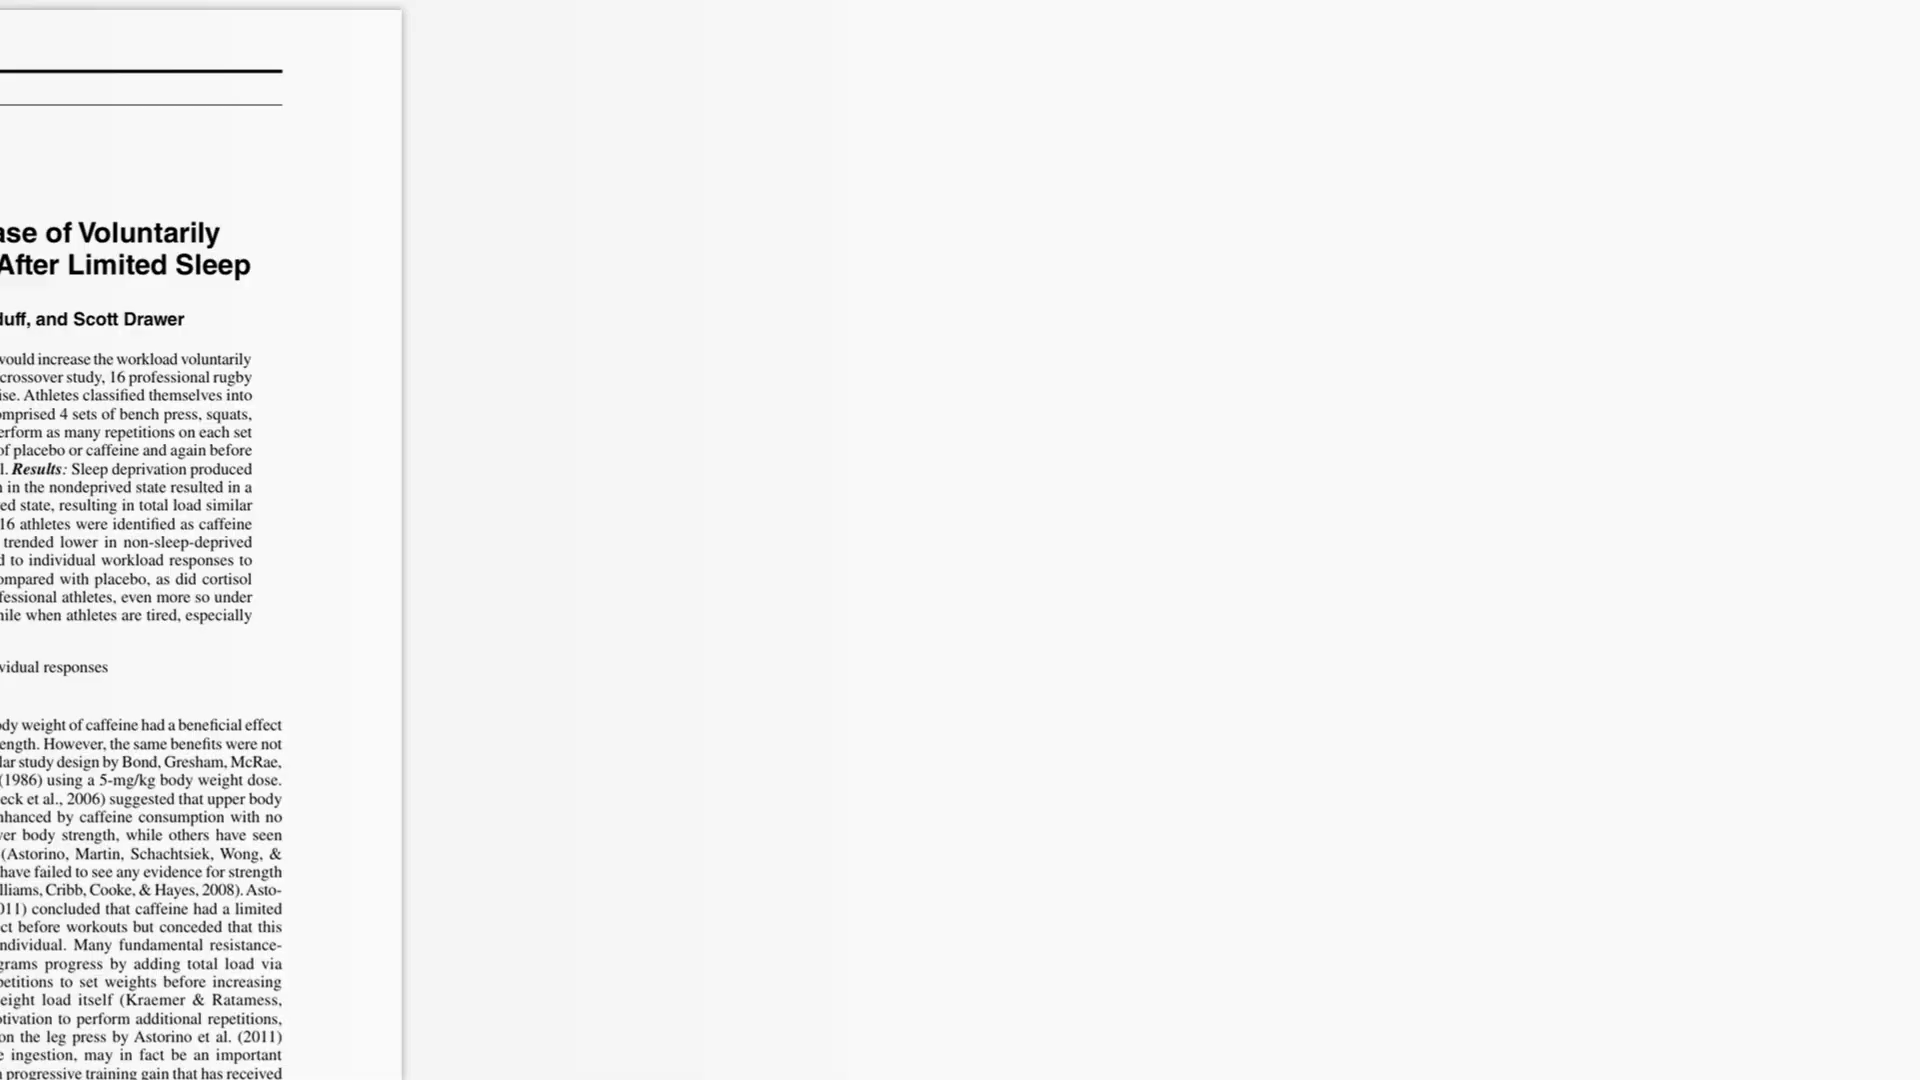 ase of Voluntarily
After Limited Sleep
duff, and Scott Drawer
would increase the workload voluntarily
crossover study, 16 professional rugby
ise. Athletes classified themselves into
omprised 4 sets of bench press, squats,
erform as many repetitions on each set
of placebo or caffeine and again before
l. Results: Sleep deprivation produced
n in the nondeprived state resulted in a
ed state, resulting in total load similar
16 athletes were identified as caffeine
trended lower in non-sleep-deprived
d to individual workload responses to
ompared with placebo, as did cortisol
fessional athletes, even more so under
hile when athletes are tired, especially
vidual responses
ody weight of caffeine had a beneficial effect
ength. However, the same benefits were not
lar study design by Bond, Gresham, McRae,
(1986) using a 5-mg/kg body weight dose.
eck et al., 2006) suggested that upper body
nhanced by caffeine consumption with no
ver body strength, while others have seen
(Astorino, Martin, Schachtsiek, Wong, &
have failed to see any evidence for strength
lliams, Cribb, Cooke, & Hayes, 2008). Asto-
011) concluded that caffeine had a limited
ct before workouts but conceded that this
ndividual. Many fundamental resistance-
grams progress by adding total load via
petitions to set weights before increasing
eight load itself (Kraemer & Ratamess,
otivation to perform additional repetitions,
on the leg press by Astorino et al. (2011)
e ingestion, may in fact be an important
n progressive training gain that has received